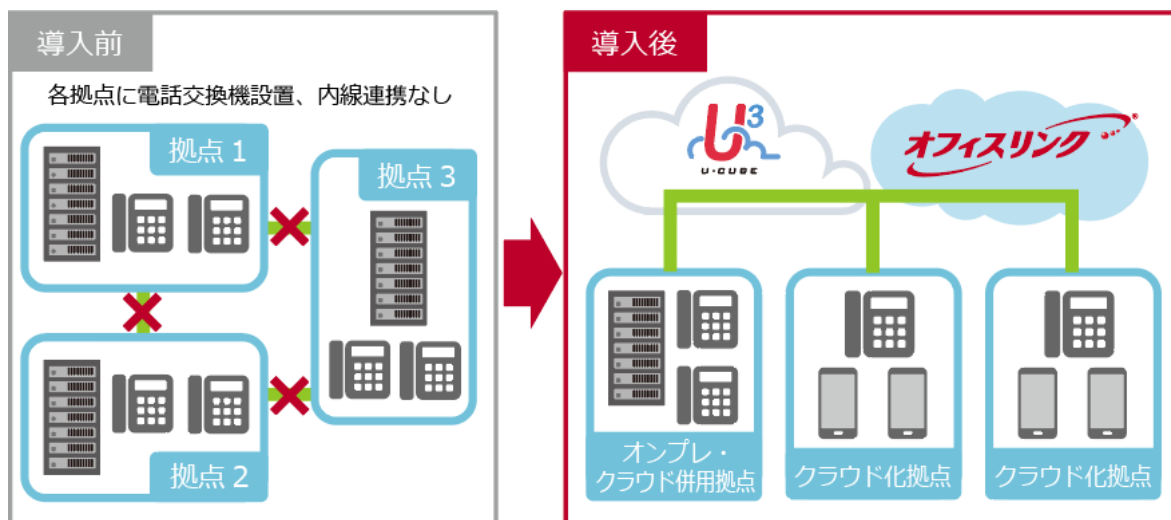 導入前
各拠点に電話交換機設置、内線連携なし
拠点1
拠点3
拠点2
導入後
U3
U-CUBE
オフィスリンク
オンプレ・
クラウド併用拠点
クラウド化拠点
クラウド化拠点